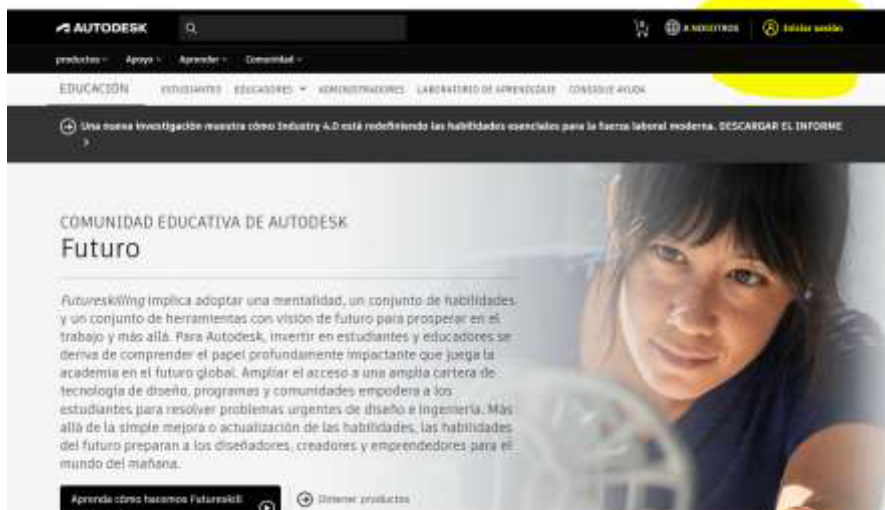 AUTODESK
A NOSOTROS
Iniciar sesión
productos
Apoyo
Aprender
Comunidad
EDUCACIÓN
ESTUDIANTES
EDUCADORES
ADMINISTRADORES
LABORATORIO DE APRENDIZAJE
CONSIGUE AYUDA
Una nueva investigación muestra cómo Industry 4.0 está redefiniendo las habilidades esenciales para la fuerza laboral moderna. DESCARGAR EL INFORME
COMUNIDAD EDUCATIVA DE AUTODESK
Futuro
Futureskilling implica adoptar una mentalidad, un conjunto de habilidades
y un conjunto de herramientas con visión de futuro para prosperar en el
trabajo y más allá. Para Autodesk, invertir en estudiantes y educadores se
deriva de comprender el papel profundamente impactante que juega la
academia en el futuro global. Ampliar el acceso a una amplia cartera de
tecnología de diseño, programas y comunidades empodera a los
estudiantes para resolver problemas urgentes de diseño e ingeniería. Más
allá de la simple mejora o actualización de las habilidades, las habilidades
del futuro preparan a los diseñadores, creadores y emprendedores para el
mundo del mañana.
Aprenda cómo hacemos Futureskill
Obtener productos